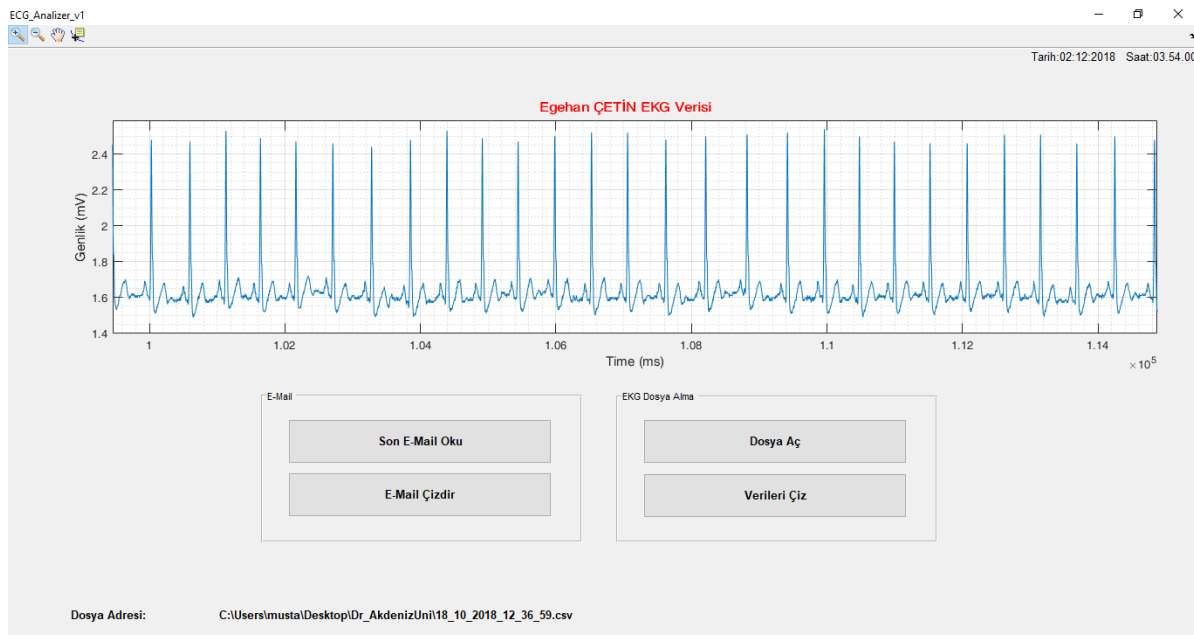 ECG_Analizer_v1
Tarih:02:12:2018 Saat:03.54.00
Egehan ÇETİN EKG Verisi
Genlik (mV)
2.4
2.2
2
1.8
1.6
1.4
1 1.02 1.04 1.06 1.08 1.1 1.12 1.14
Time (ms)
×10^5
E-Mail
Son E-Mail Oku
E-Mail Çizdir
EKG Dosya Alma
Dosya Aç
Verileri Çiz
Dosya Adresi: C:\Users\musta\Desktop\Dr_AkdenizUni\18_10_2018_12_36_59.csv